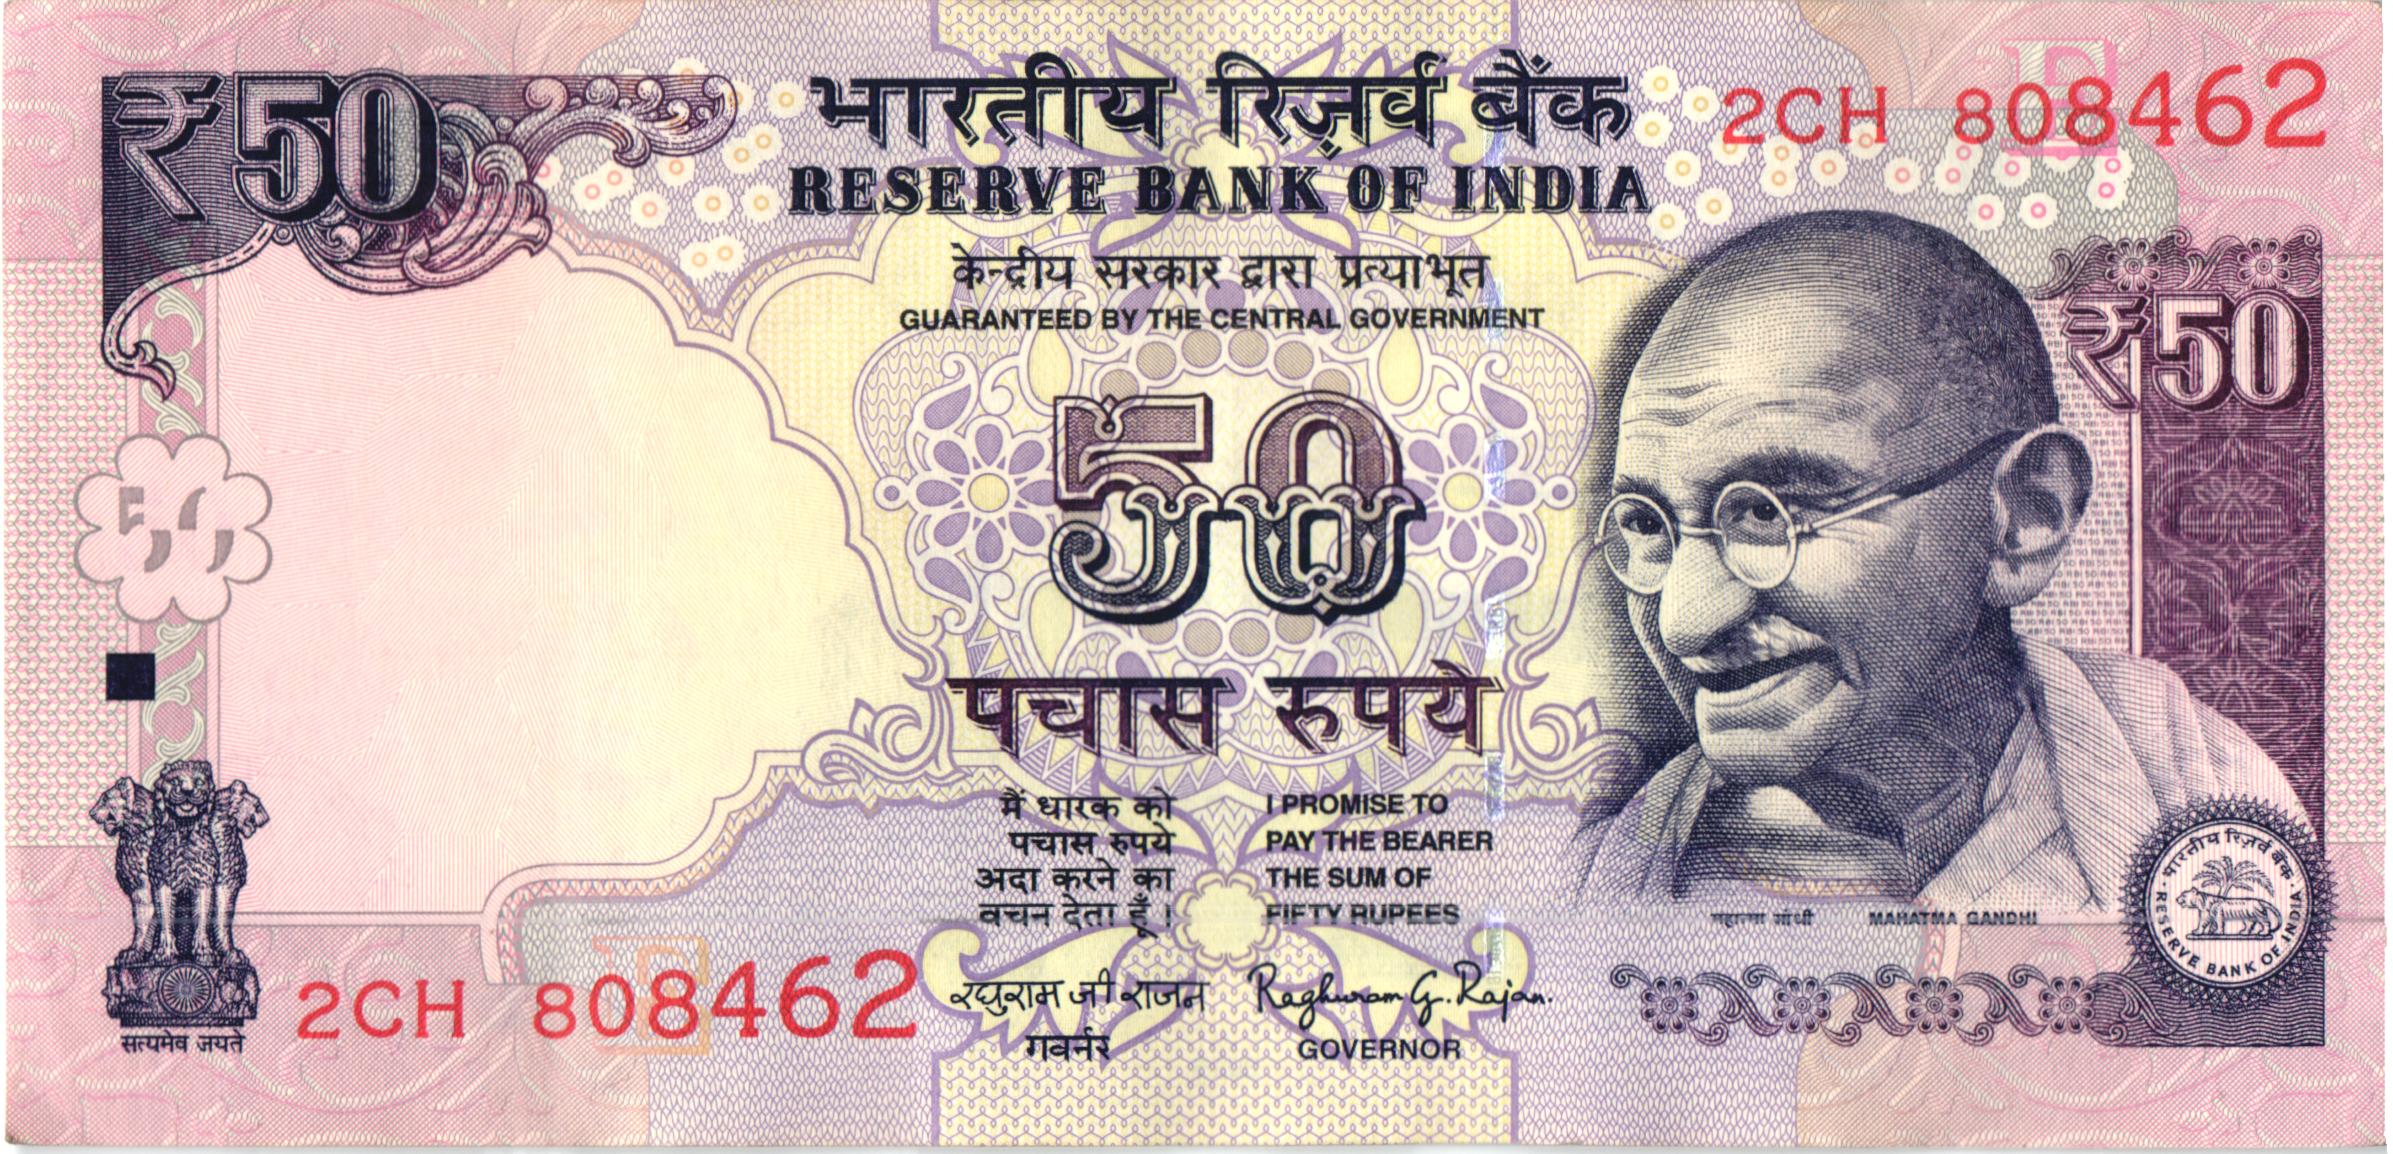 ₹50
भारतीय रिज़र्व बैंक
RESERVE BANK OF INDIA
2CH 808462
केन्द्रीय सरकार द्वारा प्रत्याभूत
GUARANTEED BY THE CENTRAL GOVERNMENT
₹50
50
पचास रुपये
मैं धारक को
पचास रुपये
अदा करने का
वचन देता हूँ।
I PROMISE TO
PAY THE BEARER
THE SUM OF
FIFTY RUPEES
महात्मा गांधी MAHATMA GANDHI
भारतीय रिज़र्व बैंक
RESERVE BANK OF INDIA
सत्यमेव जयते
2CH 808462
रघुराम जी राजन
गवर्नर
Raghuram G. Rajan.
GOVERNOR
E
E